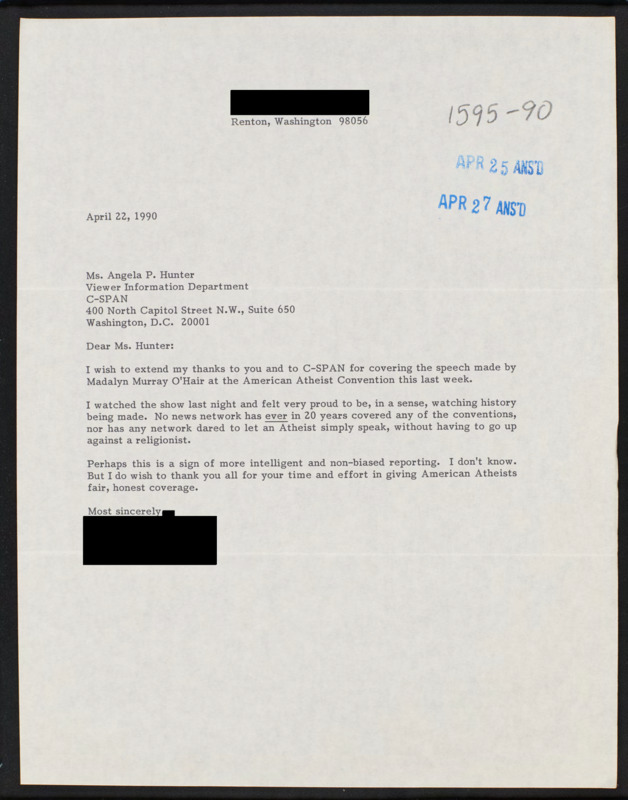 Renton, Washington 98056
1595-90
APR 25 ANS'D
APR 27 ANS'D
April 22, 1990
Ms. Angela P. Hunter
Viewer Information Department
C-SPAN
400 North Capitol Street N.W., Suite 650
Washington, D.C. 20001
Dear Ms. Hunter:
I wish to extend my thanks to you and to C-SPAN for covering the speech made by
Madalyn Murray O'Hair at the American Atheist Convention this last week.
I watched the show last night and felt very proud to be, in a sense, watching history
being made. No news network has ever in 20 years covered any of the conventions,
nor has any network dared to let an Atheist simply speak, without having to go up
against a religionist.
Perhaps this is a sign of more intelligent and non-biased reporting. I don't know.
But I do wish to thank you all for your time and effort in giving American Atheists
fair, honest coverage.
Most sincerely